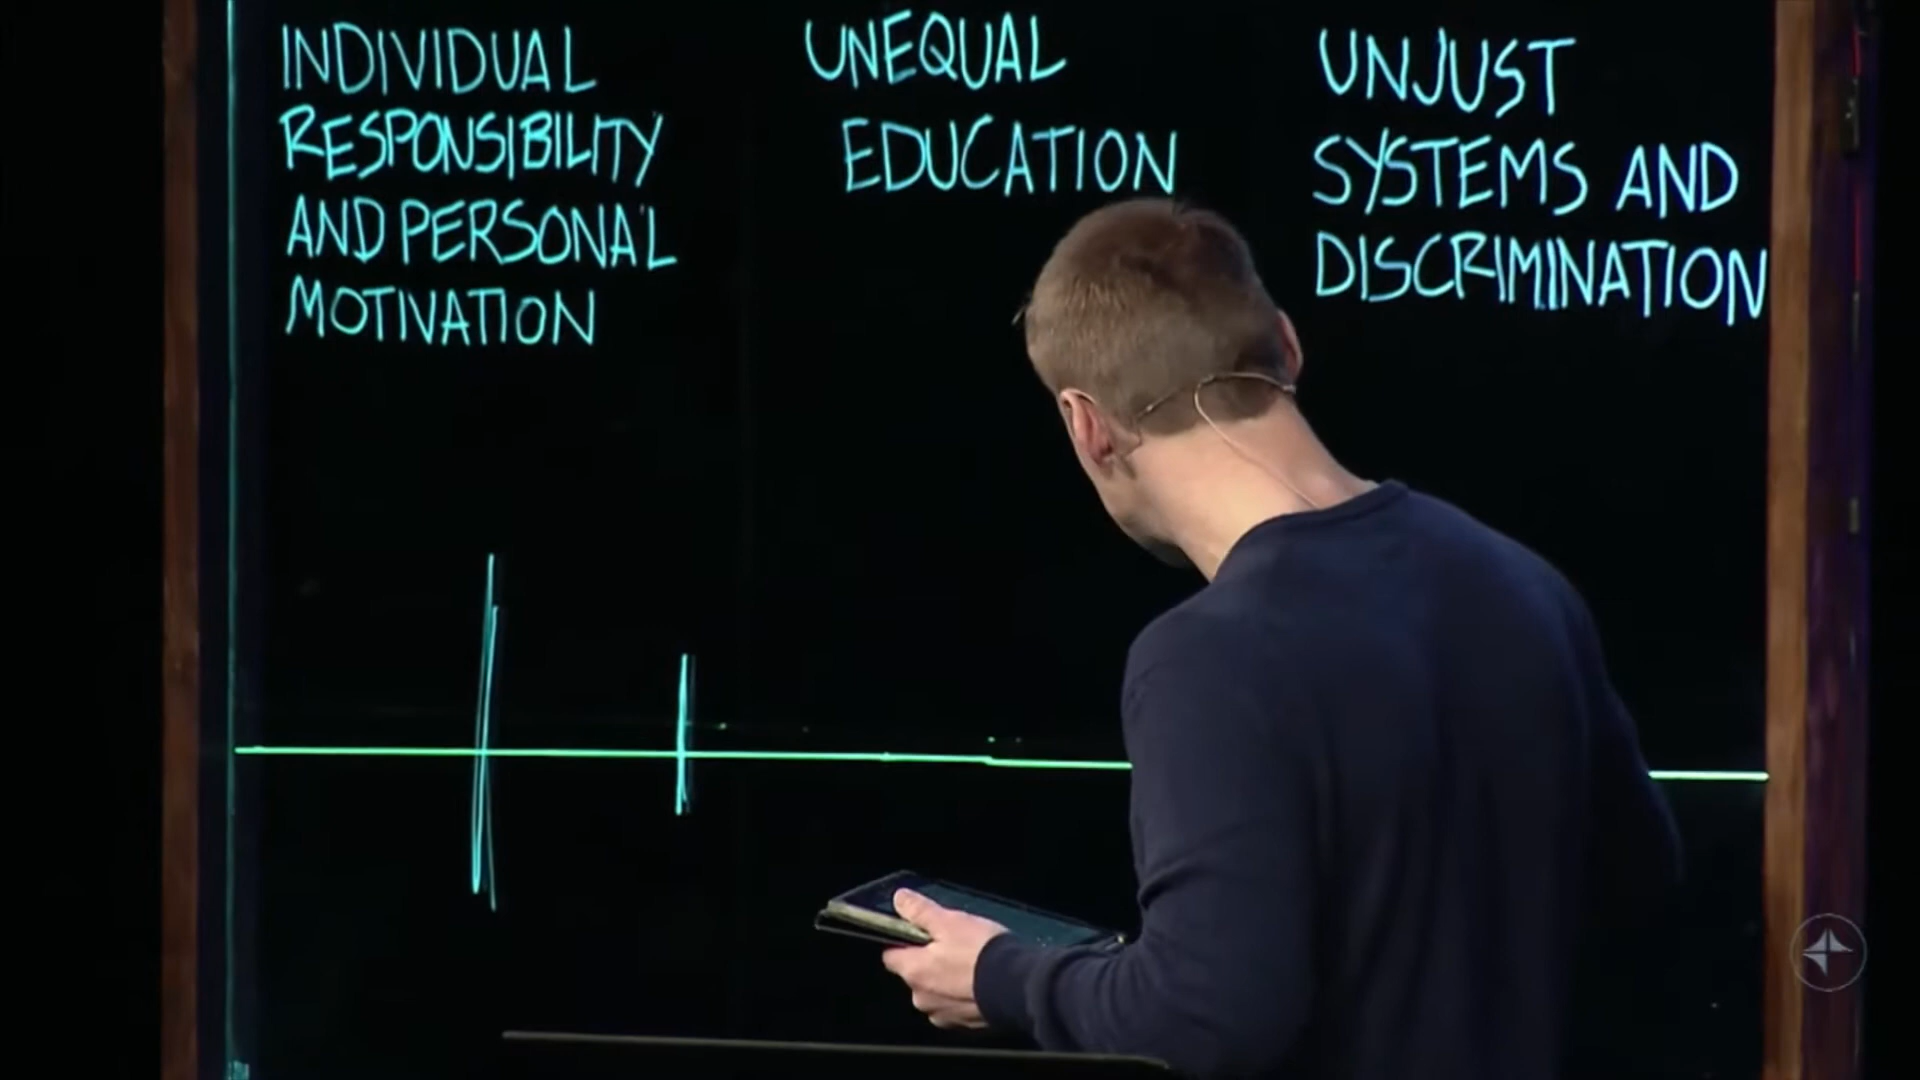 INDIVIDUAL
RESPONSIBILITY
AND PERSONAL
MOTIVATION
UNEQUAL
EDUCATION
UNJUST
SYSTEMS AND
DISCRIMINATION